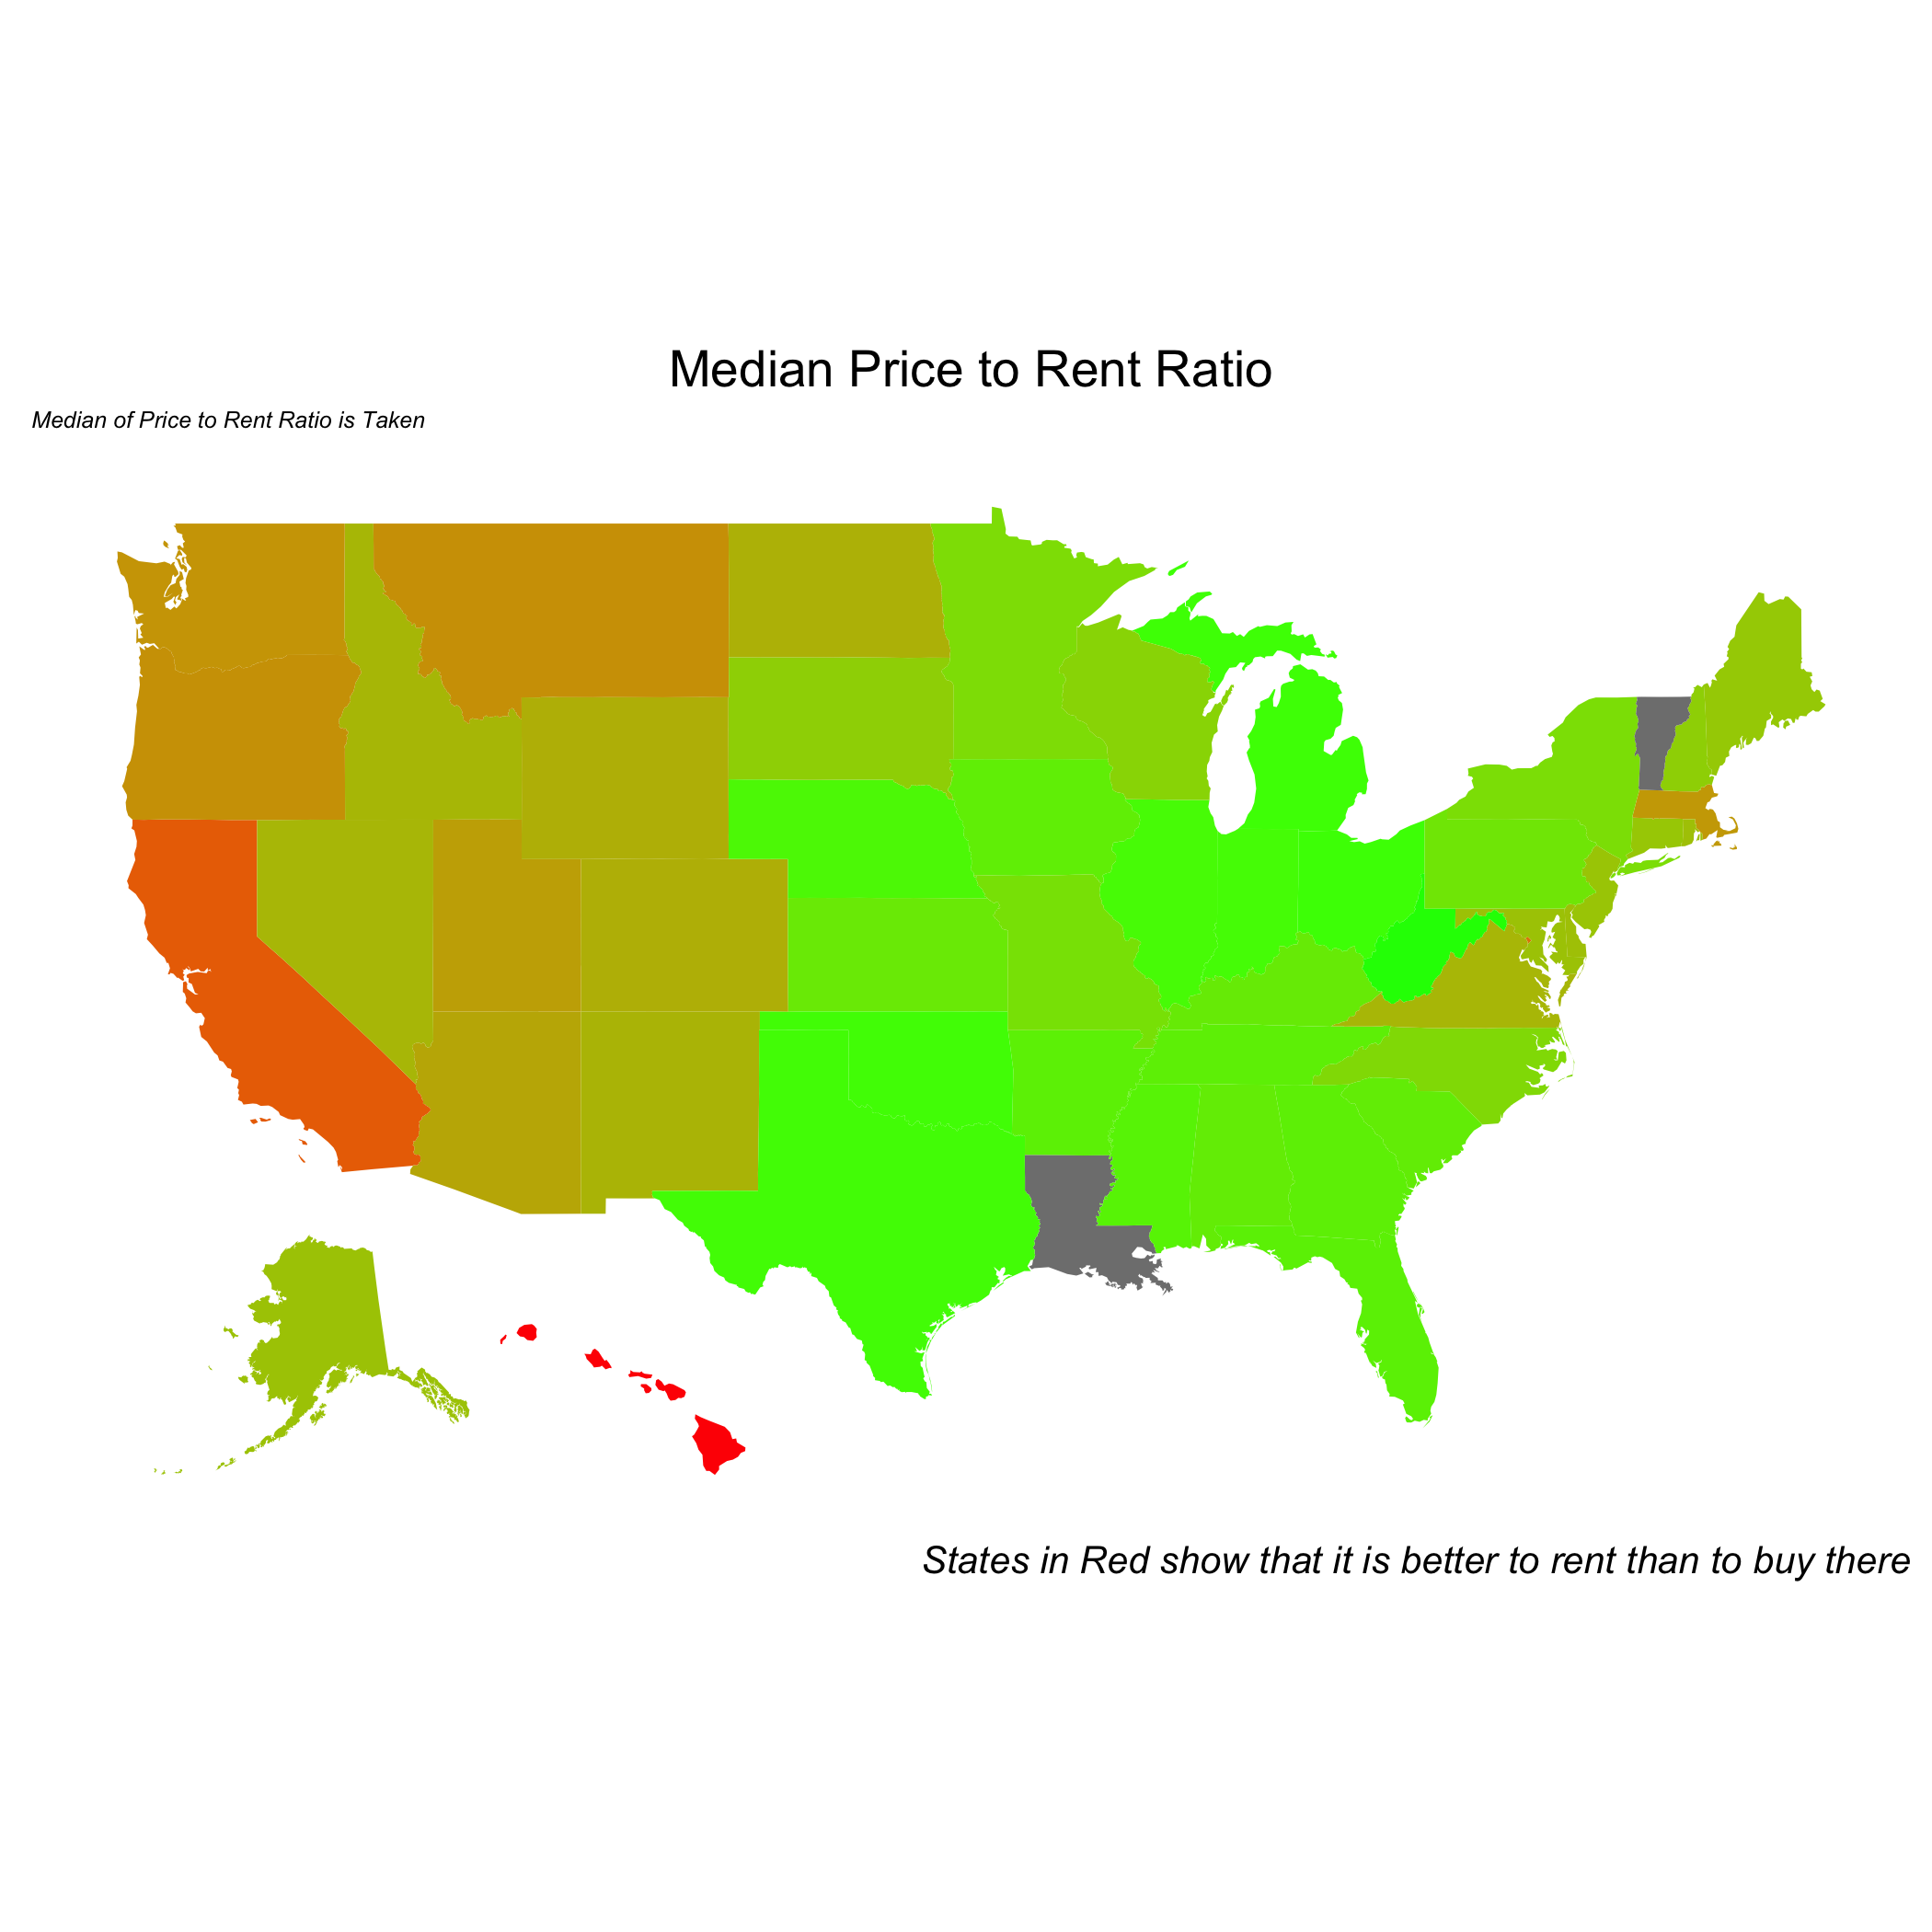 Median Price to Rent Ratio
Median of Price to Rent Ratio is Taken
States in Red show that it is better to rent than to buy there